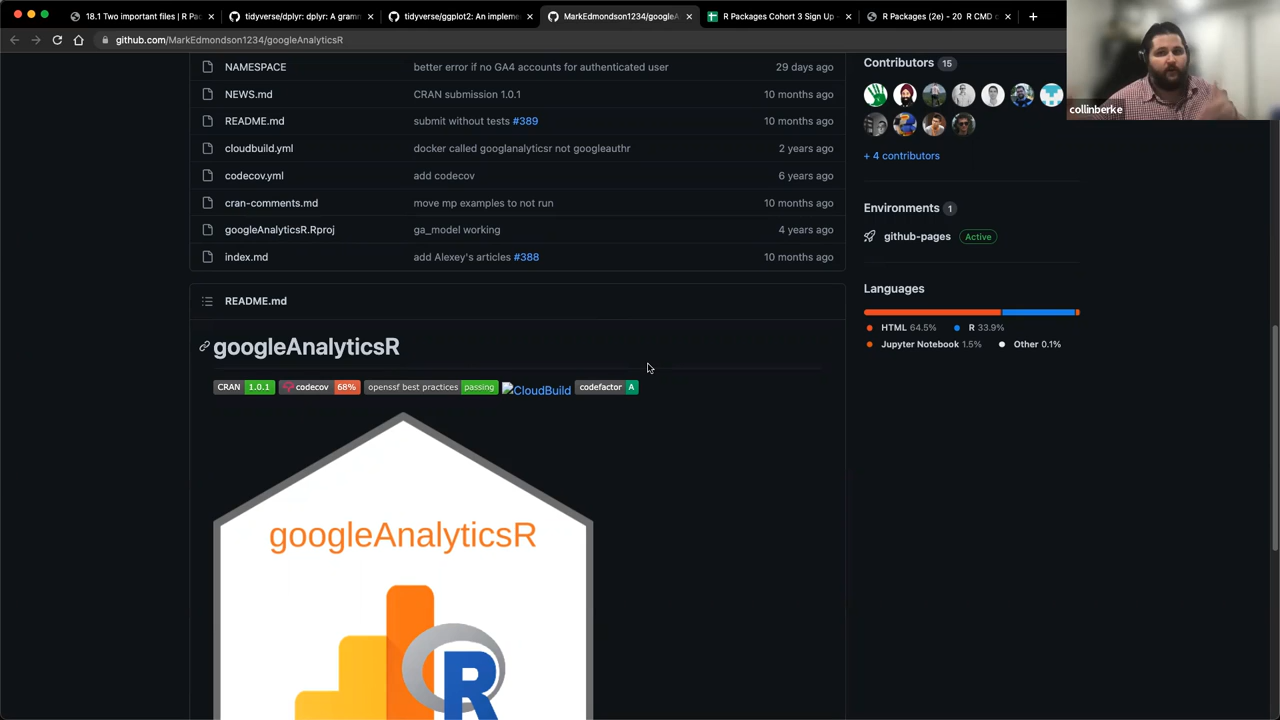 18.1 Two important files | R Pac
tidyverse/dplyr: dplyr: A gramm
tidyverse/ggplot2: An impleme
MarkEdmondson1234/googleA
R Packages Cohort 3 Sign Up -
R Packages (2e) - 20 R CMD c
github.com/MarkEdmondson1234/googleAnalyticsR
collinberke
NAMESPACE better error if no GA4 accounts for authenticated user 29 days ago
NEWS.md CRAN submission 1.0.1 10 months ago
README.md submit without tests #389 10 months ago
cloudbuild.yml docker called googlanalyticsr not googleauthr 2 years ago
codecov.yml add codecov 6 years ago
cran-comments.md move mp examples to not run 10 months ago
googleAnalyticsR.Rproj ga_model working 4 years ago
index.md add Alexey's articles #388 10 months ago
README.md
googleAnalyticsR
CRAN 1.0.1 codecov 68% openssf best practices passing CloudBuild codefactor A
googleAnalyticsR
R
Contributors 15
+ 4 contributors
Environments 1
github-pages Active
Languages
HTML 64.5% R 33.9%
Jupyter Notebook 1.5% Other 0.1%